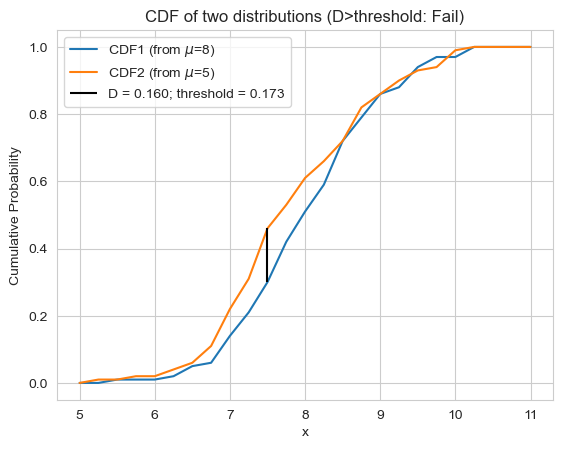 CDF of two distributions (D>threshold: Fail)
CDF1 (from μ=8)
CDF2 (from μ=5)
D = 0.160; threshold = 0.173
Cumulative Probability
1.0
0.8
0.6
0.4
0.2
0.0
5 6 7 8 9 10 11
x